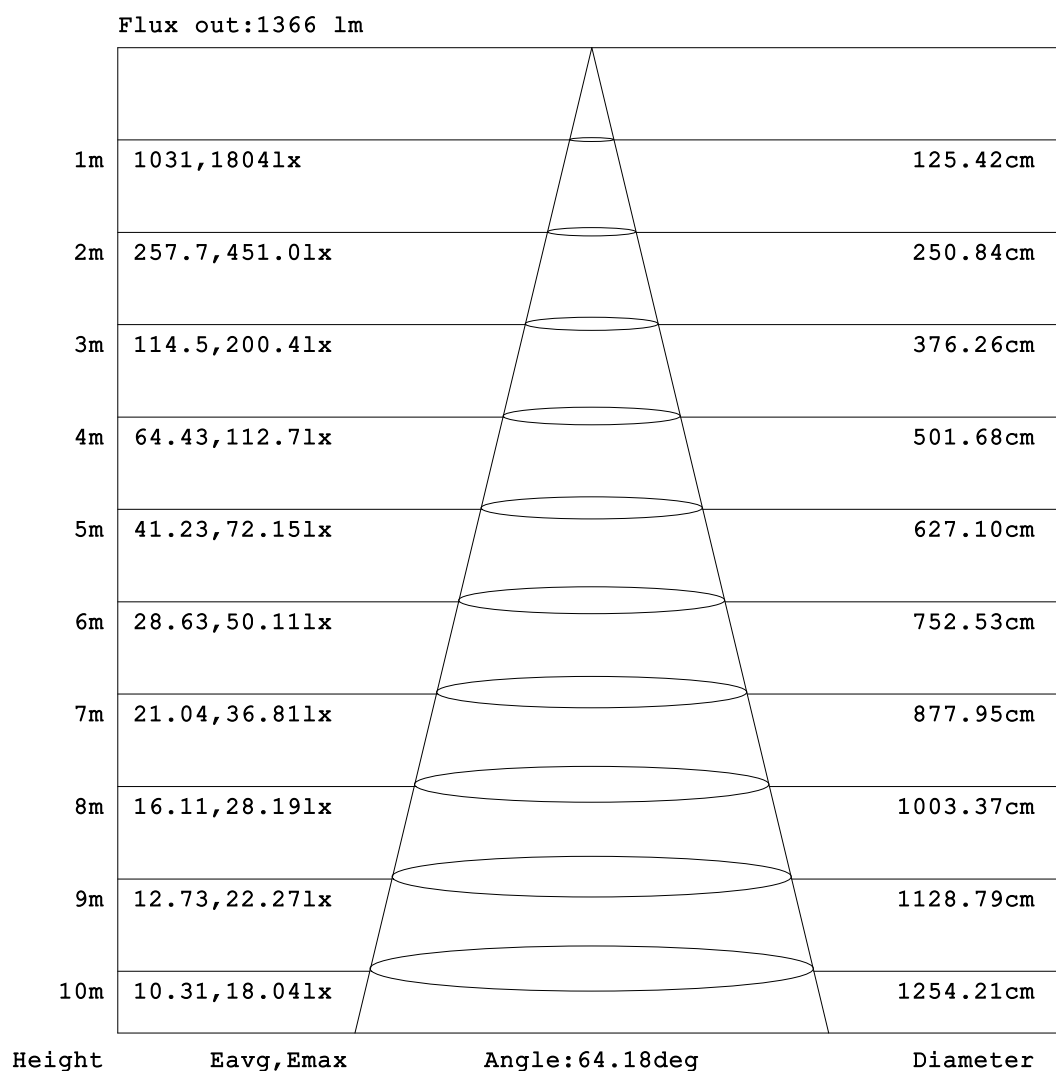 Flux out:1366 lm
1m 1031,1804lx 125.42cm
2m 257.7,451.0lx 250.84cm
3m 114.5,200.4lx 376.26cm
4m 64.43,112.7lx 501.68cm
5m 41.23,72.15lx 627.10cm
6m 28.63,50.11lx 752.53cm
7m 21.04,36.81lx 877.95cm
8m 16.11,28.19lx 1003.37cm
9m 12.73,22.27lx 1128.79cm
10m 10.31,18.04lx 1254.21cm
Height Eavg,Emax Angle:64.18deg Diameter